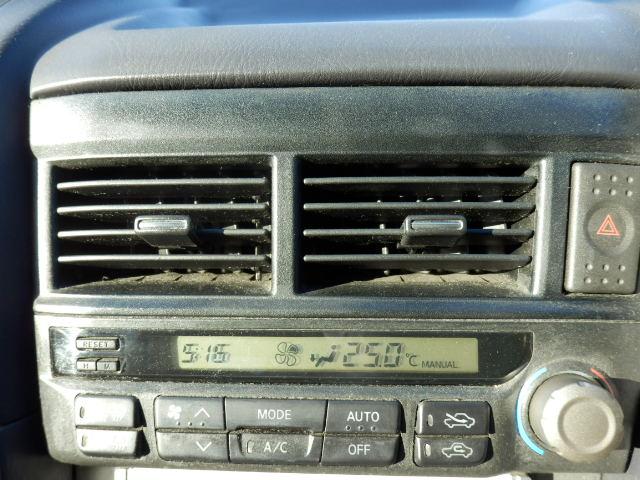 RESET
H M
5:16 25.0 °C MANUAL
MODE AUTO
A/C OFF